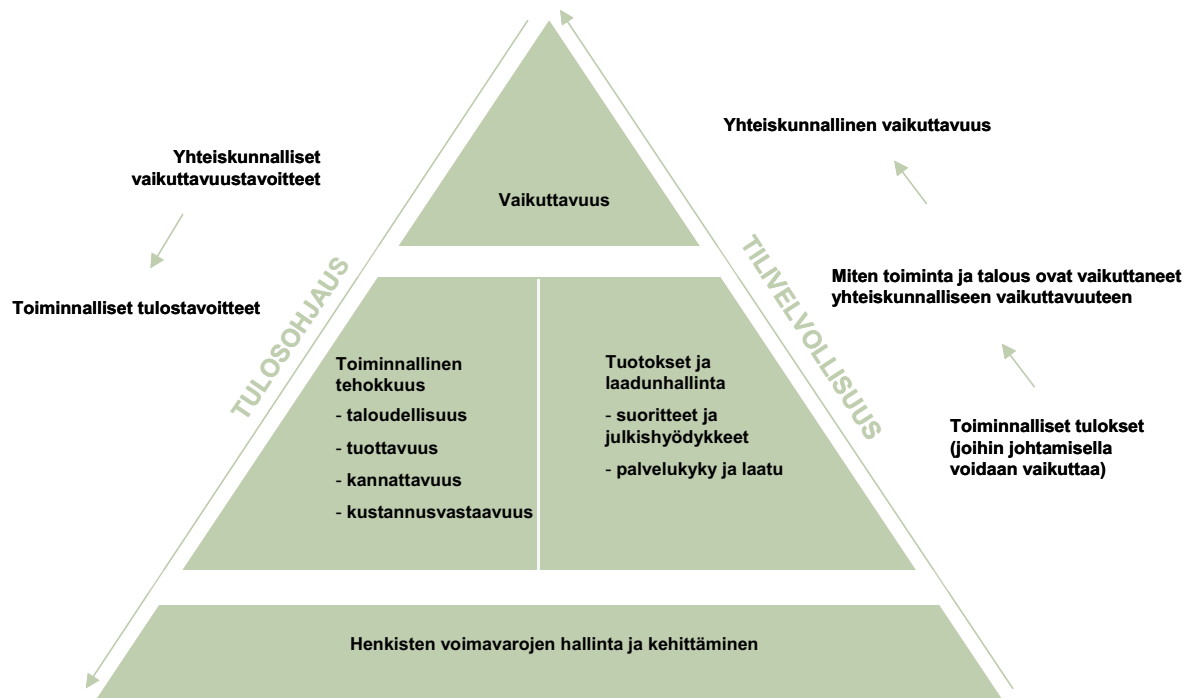 Yhteiskunnallinen vaikuttavuus
Yhteiskunnalliset
vaikuttavuustavoitteet
Vaikuttavuus
Toiminnalliset tulostavoitteet
TULOSOHJAUS
TILIVELVOLLISUUS
Miten toiminta ja talous ovat vaikuttaneet
yhteiskunnalliseen vaikuttavuuteen
Toiminnallinen
tehokkuus
- taloudellisuus
- tuottavuus
- kannattavuus
- kustannusvastaavuus
Tuotokset ja
laadunhallinta
- suoritteet ja
julkishyödykkeet
- palvelukyky ja laatu
Toiminnalliset tulokset
(joihin johtamisella
voidaan vaikuttaa)
Henkisten voimavarojen hallinta ja kehittäminen